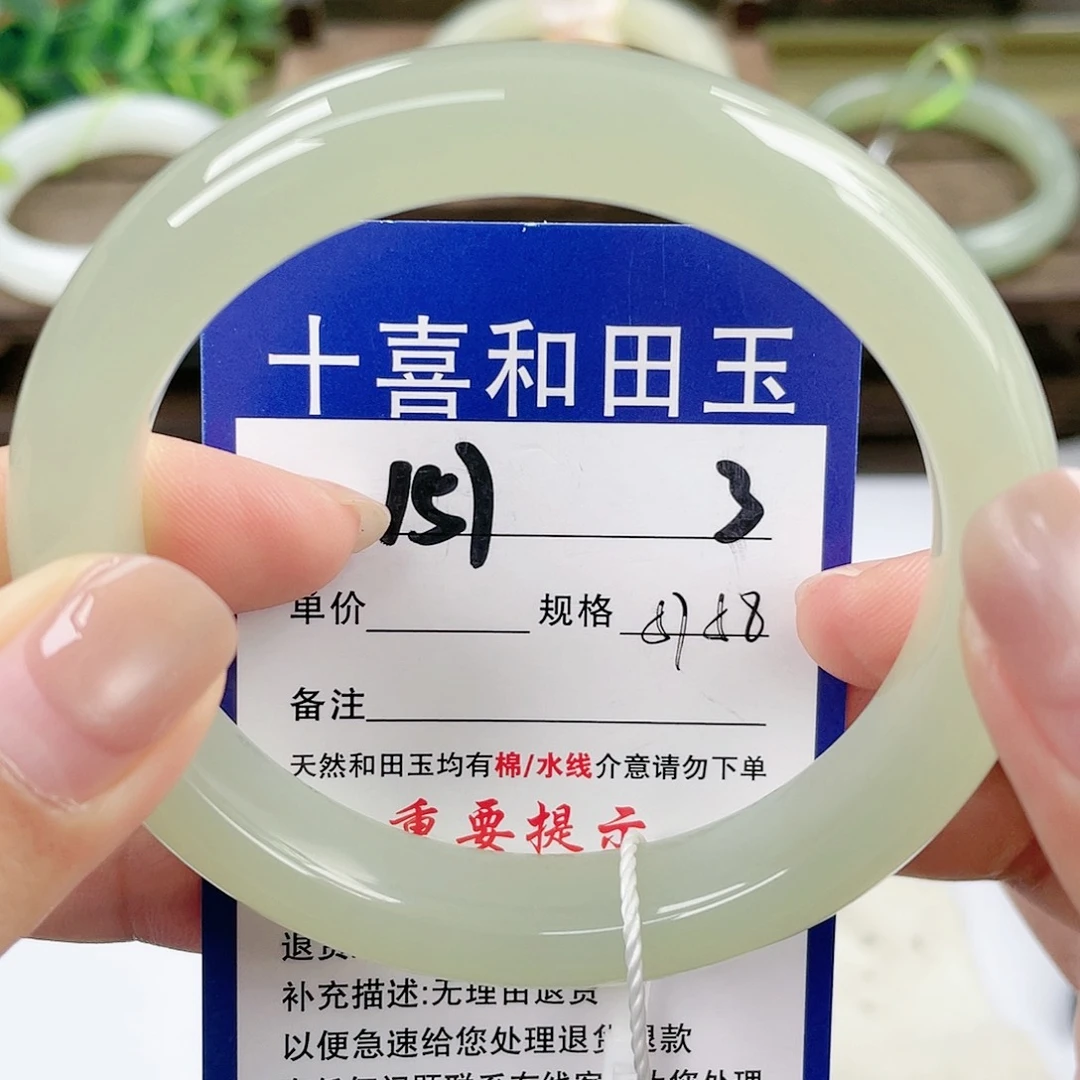 十喜和田玉
151 3
单价 规格
备注
天然和田玉均有棉/水线介意请勿下单
重要提示
补充描述:无理由退货
以便急速给您处理退货退款